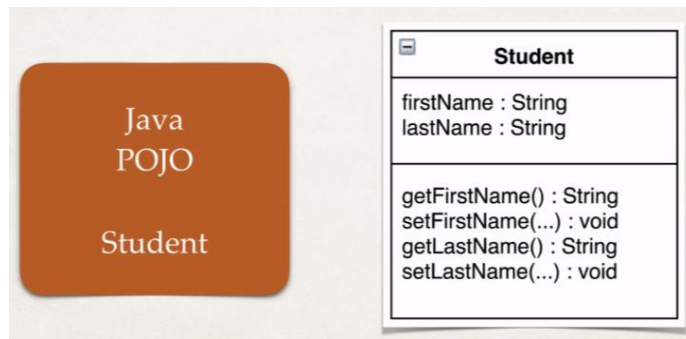 Java
POJO
Student
Student
firstName : String
lastName : String
getFirstName() : String
setFirstName(...) : void
getLastName() : String
setLastName(...) : void